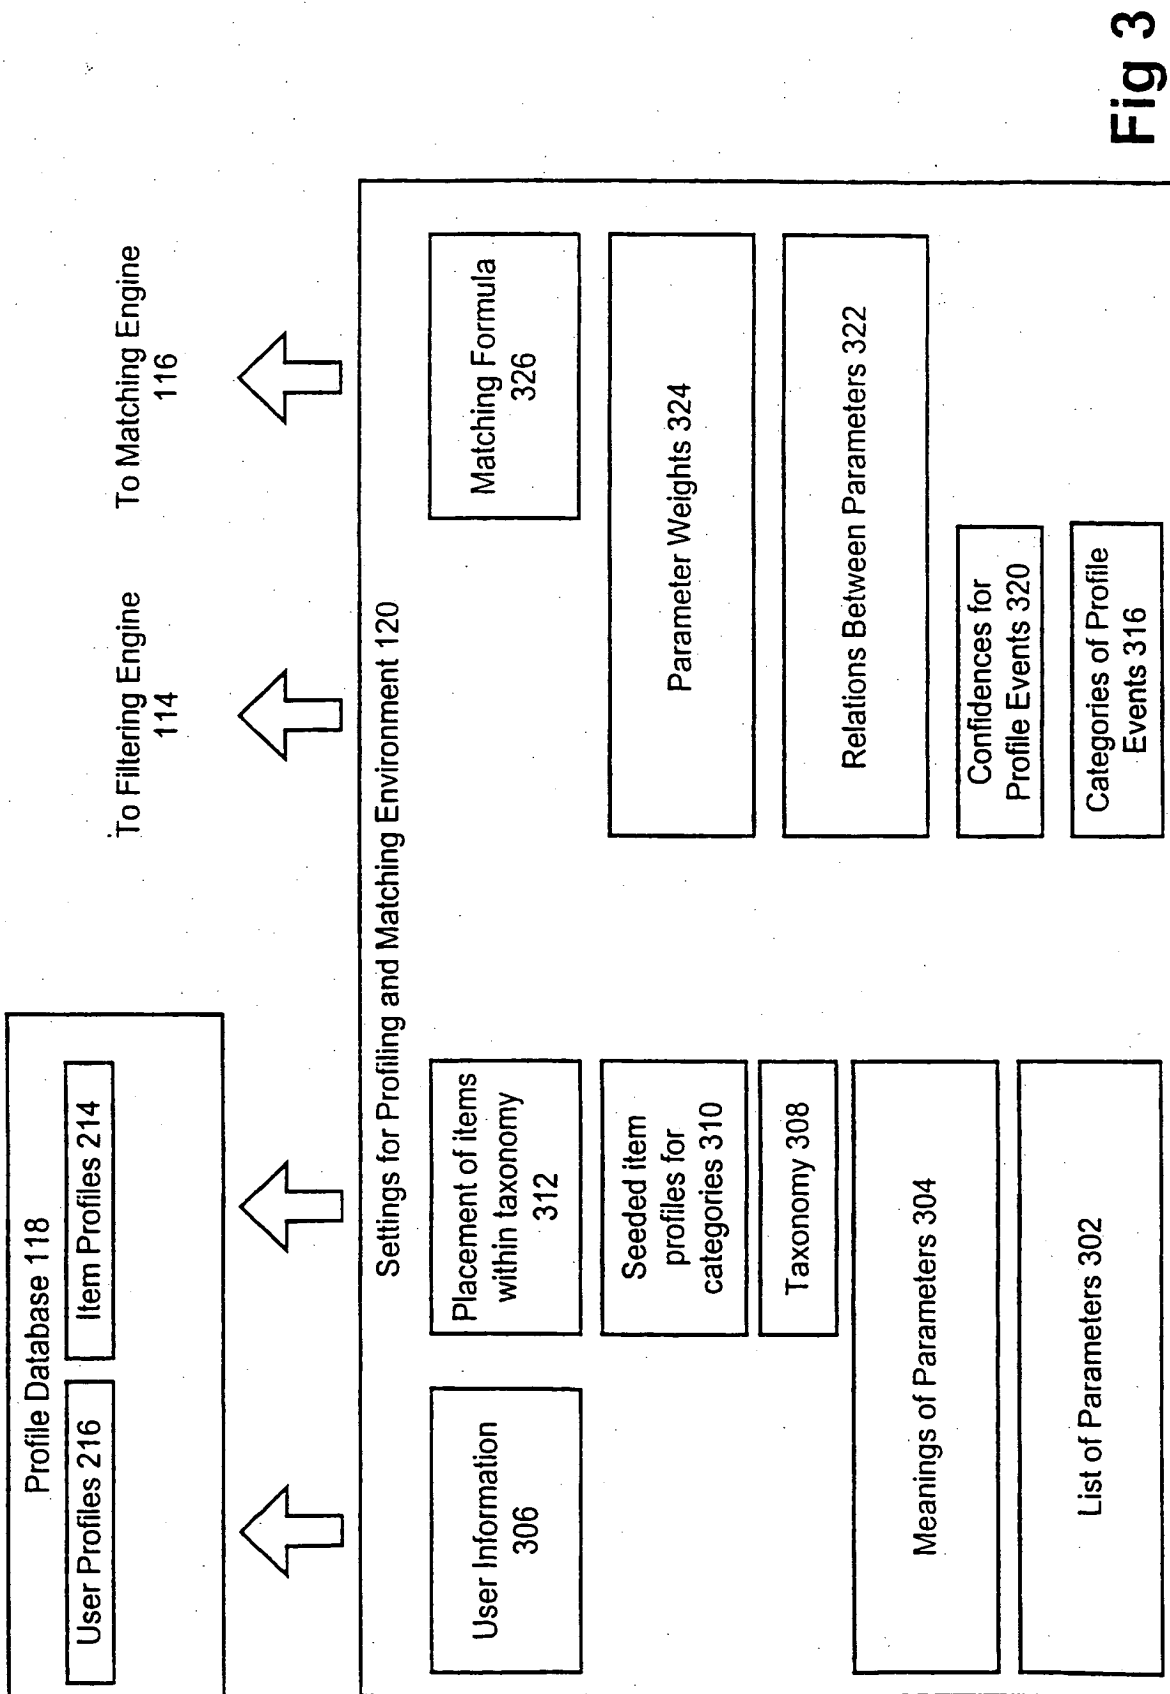 Profile Database 118
User Profiles 216
Item Profiles 214
To Filtering Engine
114
To Matching Engine
116
Settings for Profiling and Matching Environment 120
User Information
306
Placement of items
within taxonomy
312
Seeded item
profiles for
categories 310
Taxonomy 308
Meanings of Parameters 304
List of Parameters 302
Matching Formula
326
Parameter Weights 324
Relations Between Parameters 322
Confidences for
Profile Events 320
Categories of Profile
Events 316
Fig 3